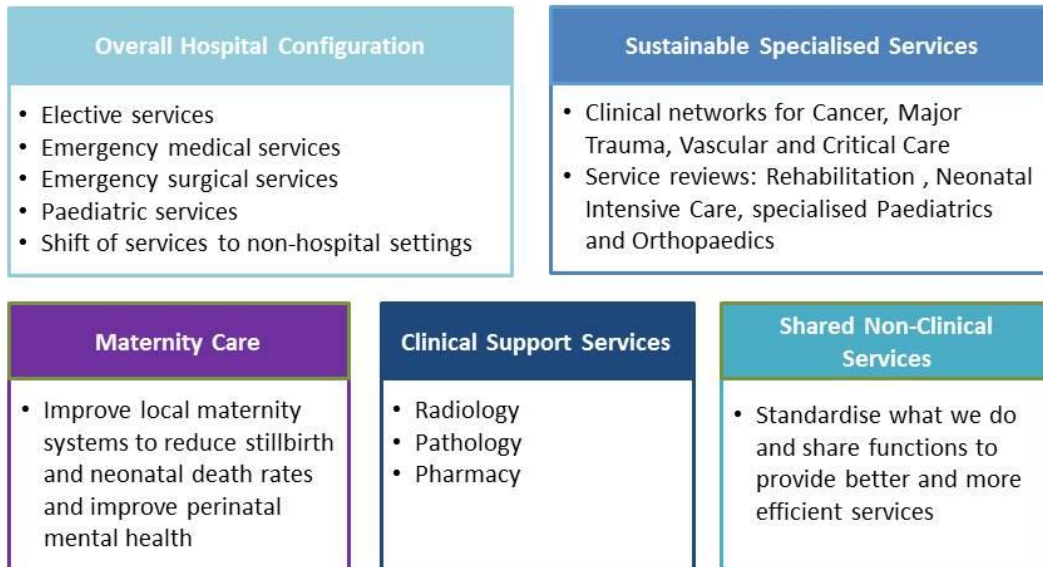 Overall Hospital Configuration
• Elective services
• Emergency medical services
• Emergency surgical services
• Paediatric services
• Shift of services to non-hospital settings
Sustainable Specialised Services
• Clinical networks for Cancer, Major
Trauma, Vascular and Critical Care
• Service reviews: Rehabilitation , Neonatal
Intensive Care, specialised Paediatrics
and Orthopaedics
Maternity Care
• Improve local maternity
systems to reduce stillbirth
and neonatal death rates
and improve perinatal
mental health
Clinical Support Services
• Radiology
• Pathology
• Pharmacy
Shared Non-Clinical
Services
• Standardise what we do
and share functions to
provide better and more
efficient services